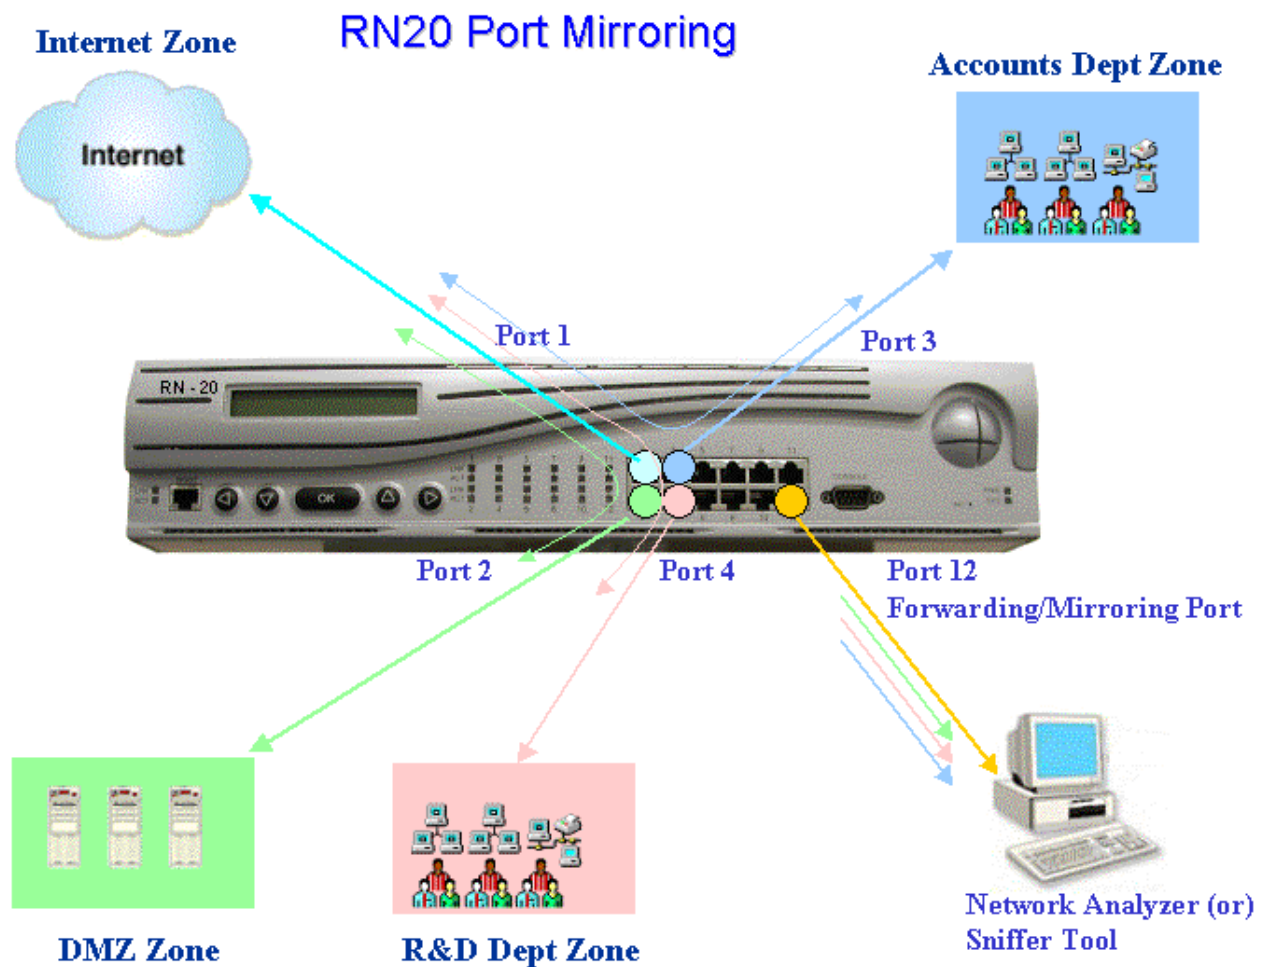 RN20 Port Mirroring
Internet Zone
Accounts Dept Zone
Internet
Port 1
Port 3
RN - 20
OK
Port 2
Port 4
Port 12
Forwarding/Mirroring Port
Network Analyzer (or)
Sniffer Tool
DMZ Zone
R&D Dept Zone